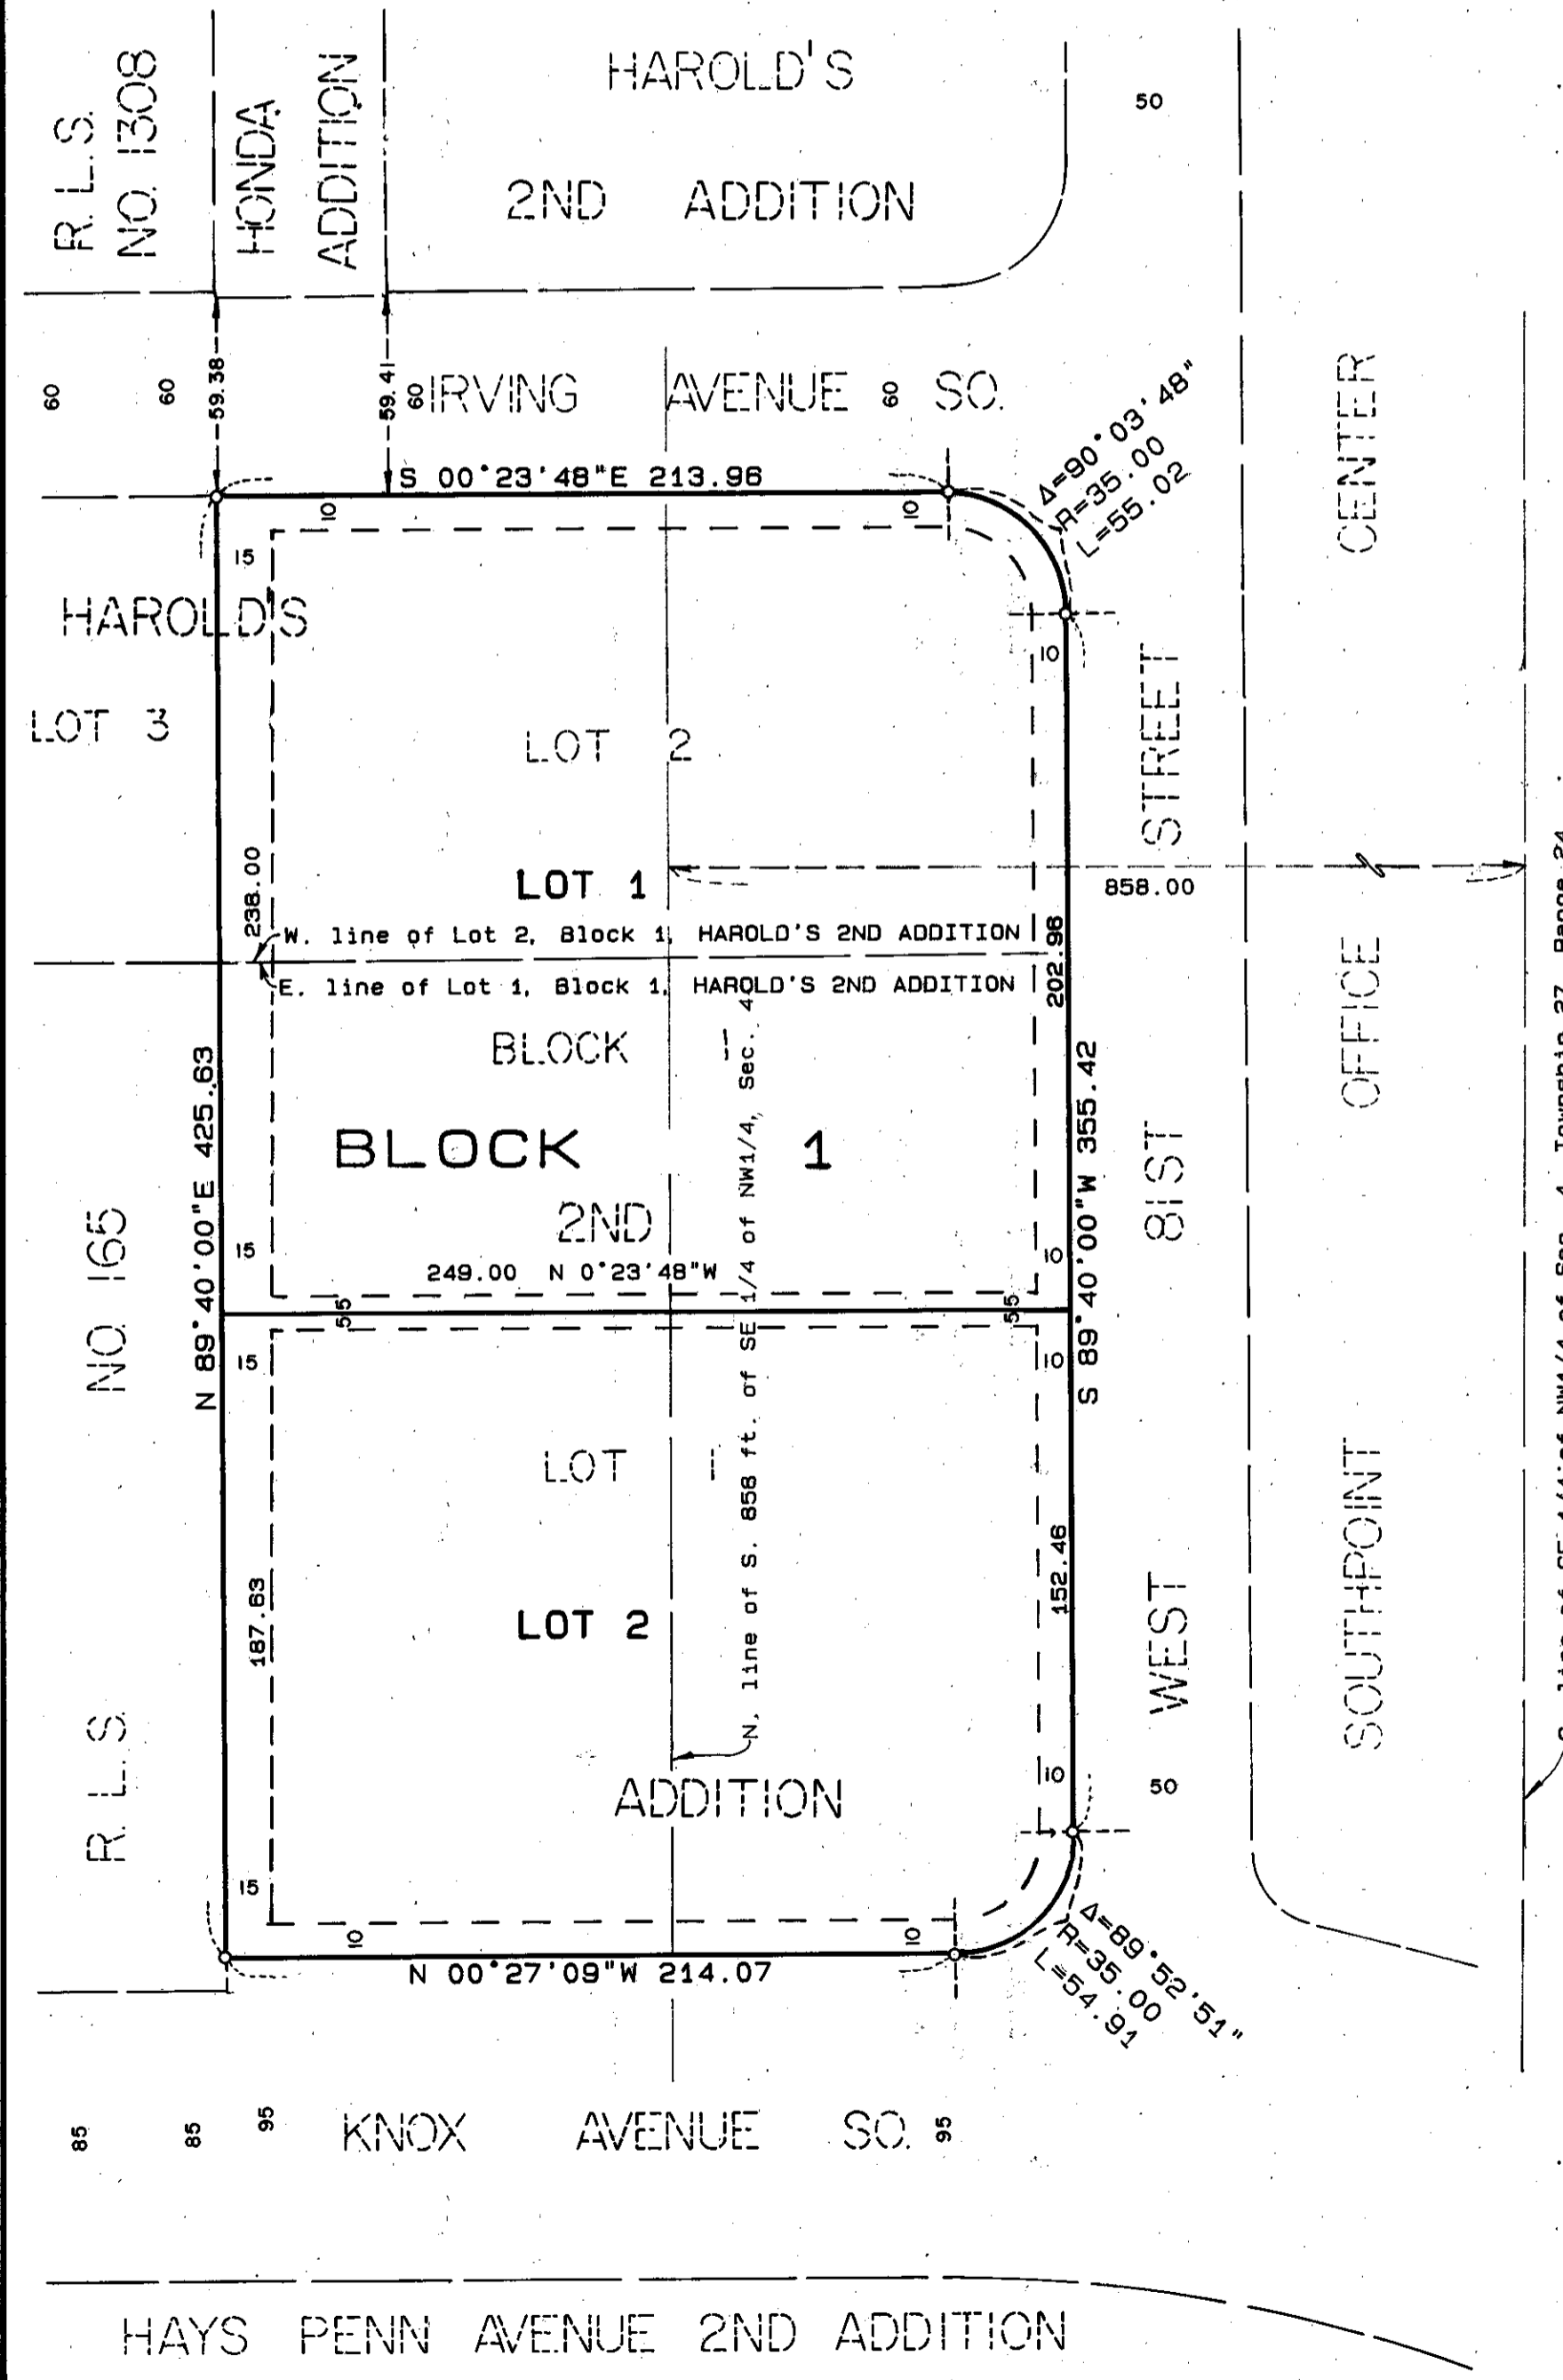 R. L. S.
NO. 1308
HONDA
ADDITION
HAROLD'S
2ND ADDITION
50
60
60
59.38
59.41
60
IRVING AVENUE SO.
60
S 00°23'48"E 213.96
Δ=90°03'48"
R=35.00
L=55.02
CENTER
10
10
15
10
HAROLD'S
LOT 3
LOT 2
STREET
238.00
LOT 1
858.00
W. line of Lot 2, Block 1, HAROLD'S 2ND ADDITION
E. line of Lot 1, Block 1, HAROLD'S 2ND ADDITION
202.96
OFFICE
BLOCK 1
N 89°40'00"E 425.63
BLOCK 1
S 89°40'00"W 355.42
81ST
NO. 165
2ND
15
10
249.00 N 0°23'48"W
5
5
5
5
15
10
N. line of S. 858 ft. of SE 1/4 of NW1/4, Sec. 4
LOT 1
SOUTHPOINT
187.63
LOT 2
152.46
WEST
R. L. S.
ADDITION
10
50
15
10
10
N 00°27'09"W 214.07
Δ=89°52'51"
R=35.00
L=54.91
85
85
95
KNOX AVENUE SO.
95
HAYS PENN AVENUE 2ND ADDITION